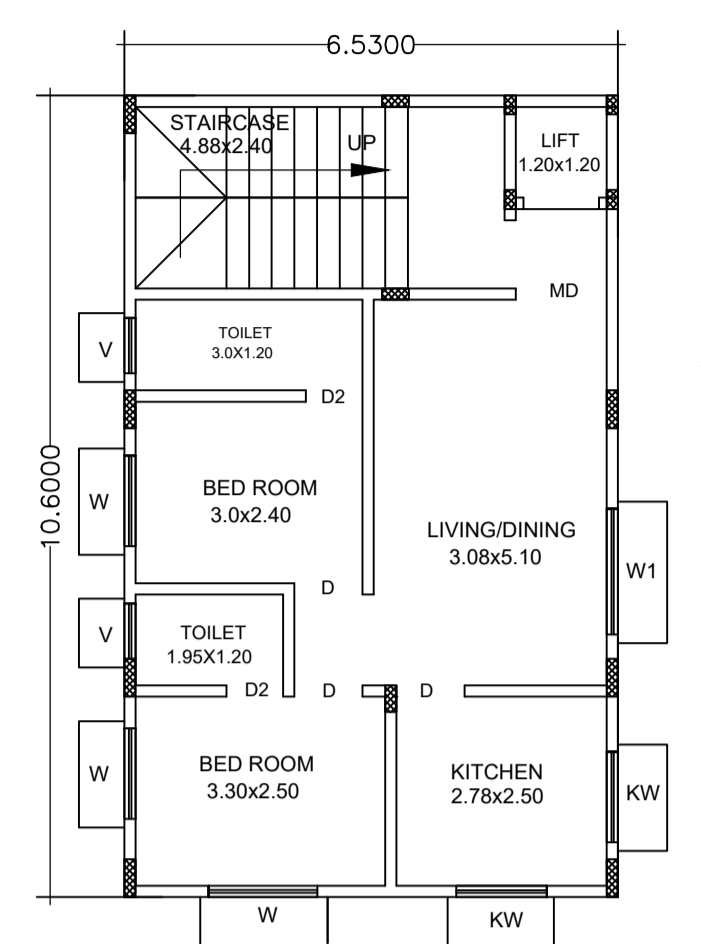 6.5300
STAIRCASE
4.88x2.40
UP
LIFT
1.20x1.20
MD
TOILET
3.0X1.20
V
D2
10.6000
W
BED ROOM
3.0x2.40
LIVING/DINING
3.08x5.10
W1
D
V
TOILET
1.95X1.20
D2
D
D
W
BED ROOM
3.30x2.50
KITCHEN
2.78x2.50
KW
W
KW